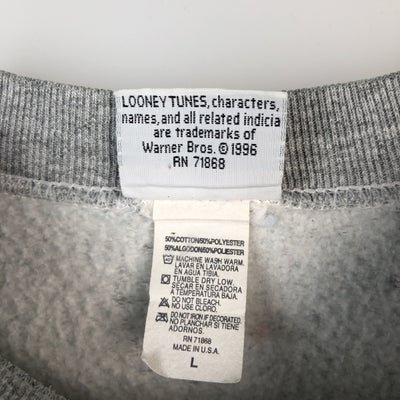 LOONEY TUNES, characters,
names, and all related indicia
are trademarks of
Warner Bros. © 1996
RN 71868
50%COTTON/50%POLYESTER
50%ALGODON/50%POLYESTER
MACHINE WASH WARM.
LAVAR EN LAVADORA
EN AGUA TIBIA.
TUMBLE DRY LOW.
SECAR EN SECADORA
A TEMPERATURA BAJA.
DO NOT BLEACH.
NO USE CLORO.
DO NOT IRON IF DECORATED.
NO PLANCHAR SI TIENE
ADORNOS.
RN 71868
MADE IN U.S.A.
L